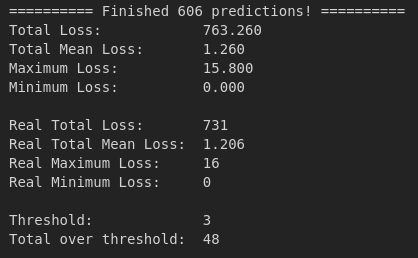 ========== Finished 606 predictions! ==========
Total Loss:            763.260
Total Mean Loss:       1.260
Maximum Loss:          15.800
Minimum Loss:          0.000

Real Total Loss:       731
Real Total Mean Loss:  1.206
Real Maximum Loss:     16
Real Minimum Loss:     0

Threshold:             3
Total over threshold:  48